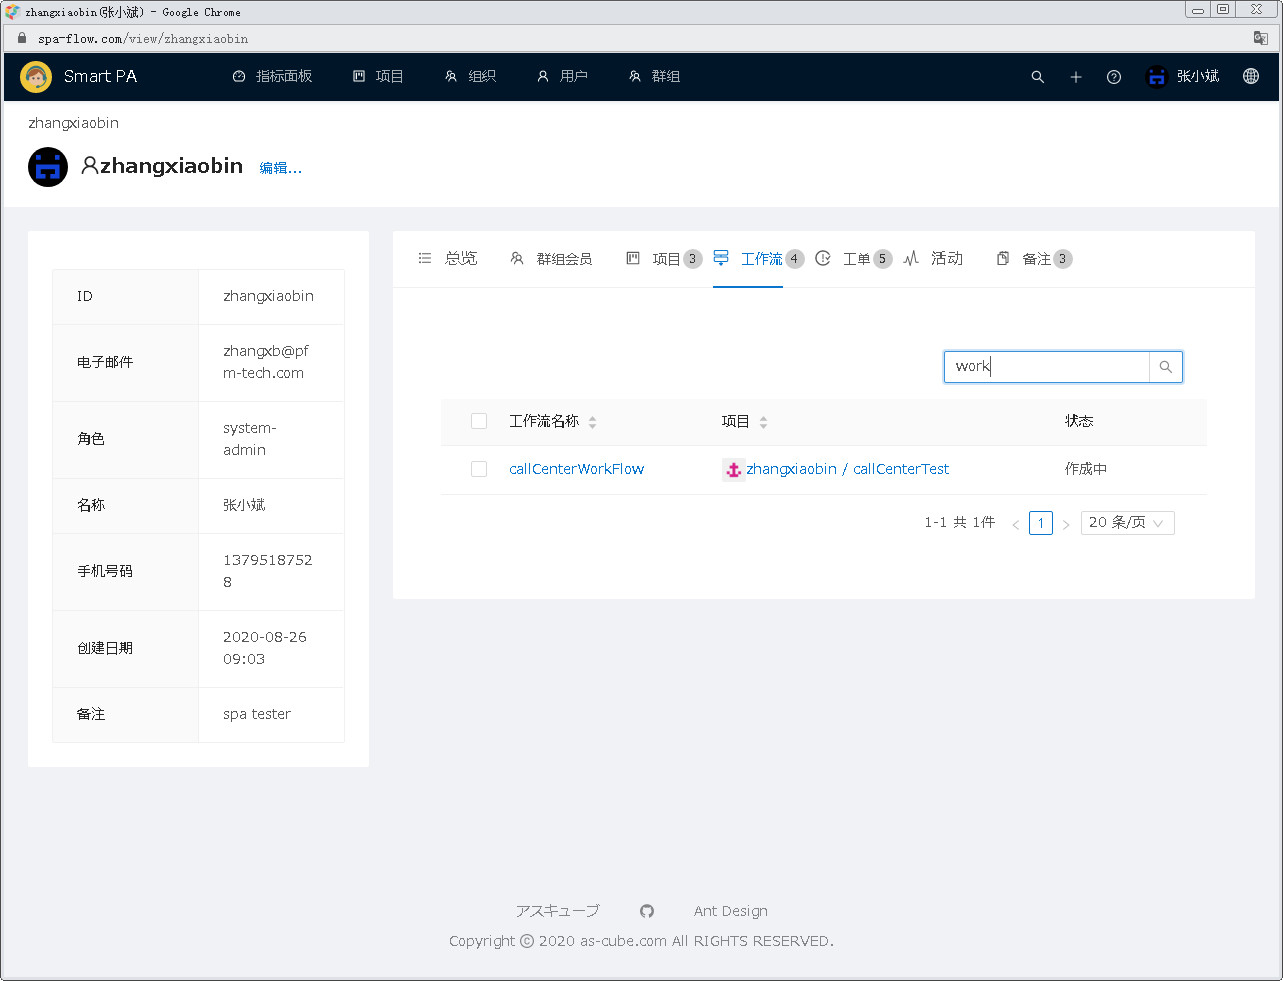 zhangxiaobin(张小斌) - Google Chrome
spa-flow.com/view/zhangxiaobin
Smart PA 指标面板 项目 组织 用户 群组 张小斌
zhangxiaobin
zhangxiaobin 编辑...
总览 群组会员 项目 3 工作流 4 工单 5 活动 备注 3
ID zhangxiaobin
电子邮件 zhangxb@pf
m-tech.com
角色 system-
admin
名称 张小斌
手机号码 1379518752
8
创建日期 2020-08-26
09:03
备注 spa tester
work
工作流名称 项目 状态
callCenterWorkFlow zhangxiaobin / callCenterTest 作成中
1-1 共 1件 < 1 > 20 条/页
アスキューブ Ant Design
Copyright © 2020 as-cube.com All RIGHTS RESERVED.